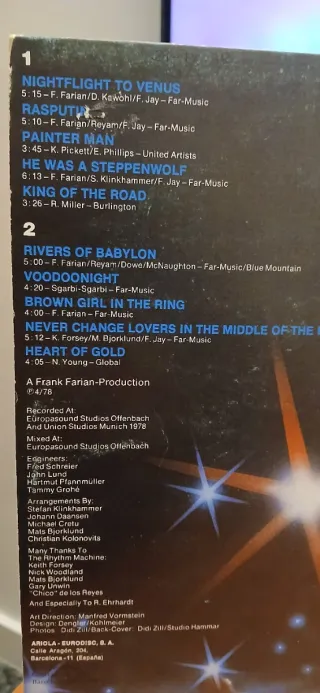 1
NIGHTFLIGHT TO VENUS
5:15 – F. Farian/D. Kawohl/F. Jay – Far-Music
RASPUTIN
5:10 – F. Farian/Reyam/F. Jay – Far-Music
PAINTER MAN
3:45 – K. Pickett/E. Phillips – United Artists
HE WAS A STEPPENWOLF
6:13 – F. Farian/S. Klinkhammer/F. Jay – Far-Music
KING OF THE ROAD
3:26 – R. Miller – Burlington
2
RIVERS OF BABYLON
5:00 – F. Farian/Reyam/Dowe/McNaughton – Far-Music/Blue Mountain
VOODOONIGHT
4:20 – Sgarbi-Sgarbi – Far-Music
BROWN GIRL IN THE RING
4:00 – F. Farian – Far-Music
NEVER CHANGE LOVERS IN THE MIDDLE OF THE
5:12 – K. Forsey/M. Bjorklund/F. Jay – Far-Music
HEART OF GOLD
4:05 – N. Young – Global
A Frank Farian-Production
℗ 4/78
Recorded At:
Europasound Studios Offenbach
And Union Studios Munich 1978
Mixed At:
Europasound Studios Offenbach
Engineers:
Fred Schreier
John Lund
Hartmut Pfannmüller
Tammy Grohé
Arrangements By:
Stefan Klinkhammer
Johann Daansen
Michael Cretu
Mats Bjorklund
Christian Kolonovits
Many Thanks To
The Rhythm Machine:
Keith Forsey
Nick Woodland
Mats Bjorklund
Gary Unwin
"Chico" de los Reyes
And Especially To R. Ehrhardt
Art Direction: Manfred Vormstein
Design: Dengler/Kohlmeier
Photos: Didi Zill/Back-Cover: Didi Zill/Studio Hammar
ARIOLA-EURODISC, S. A.
Calle Aragón, 204,
Barcelona-11 (España)